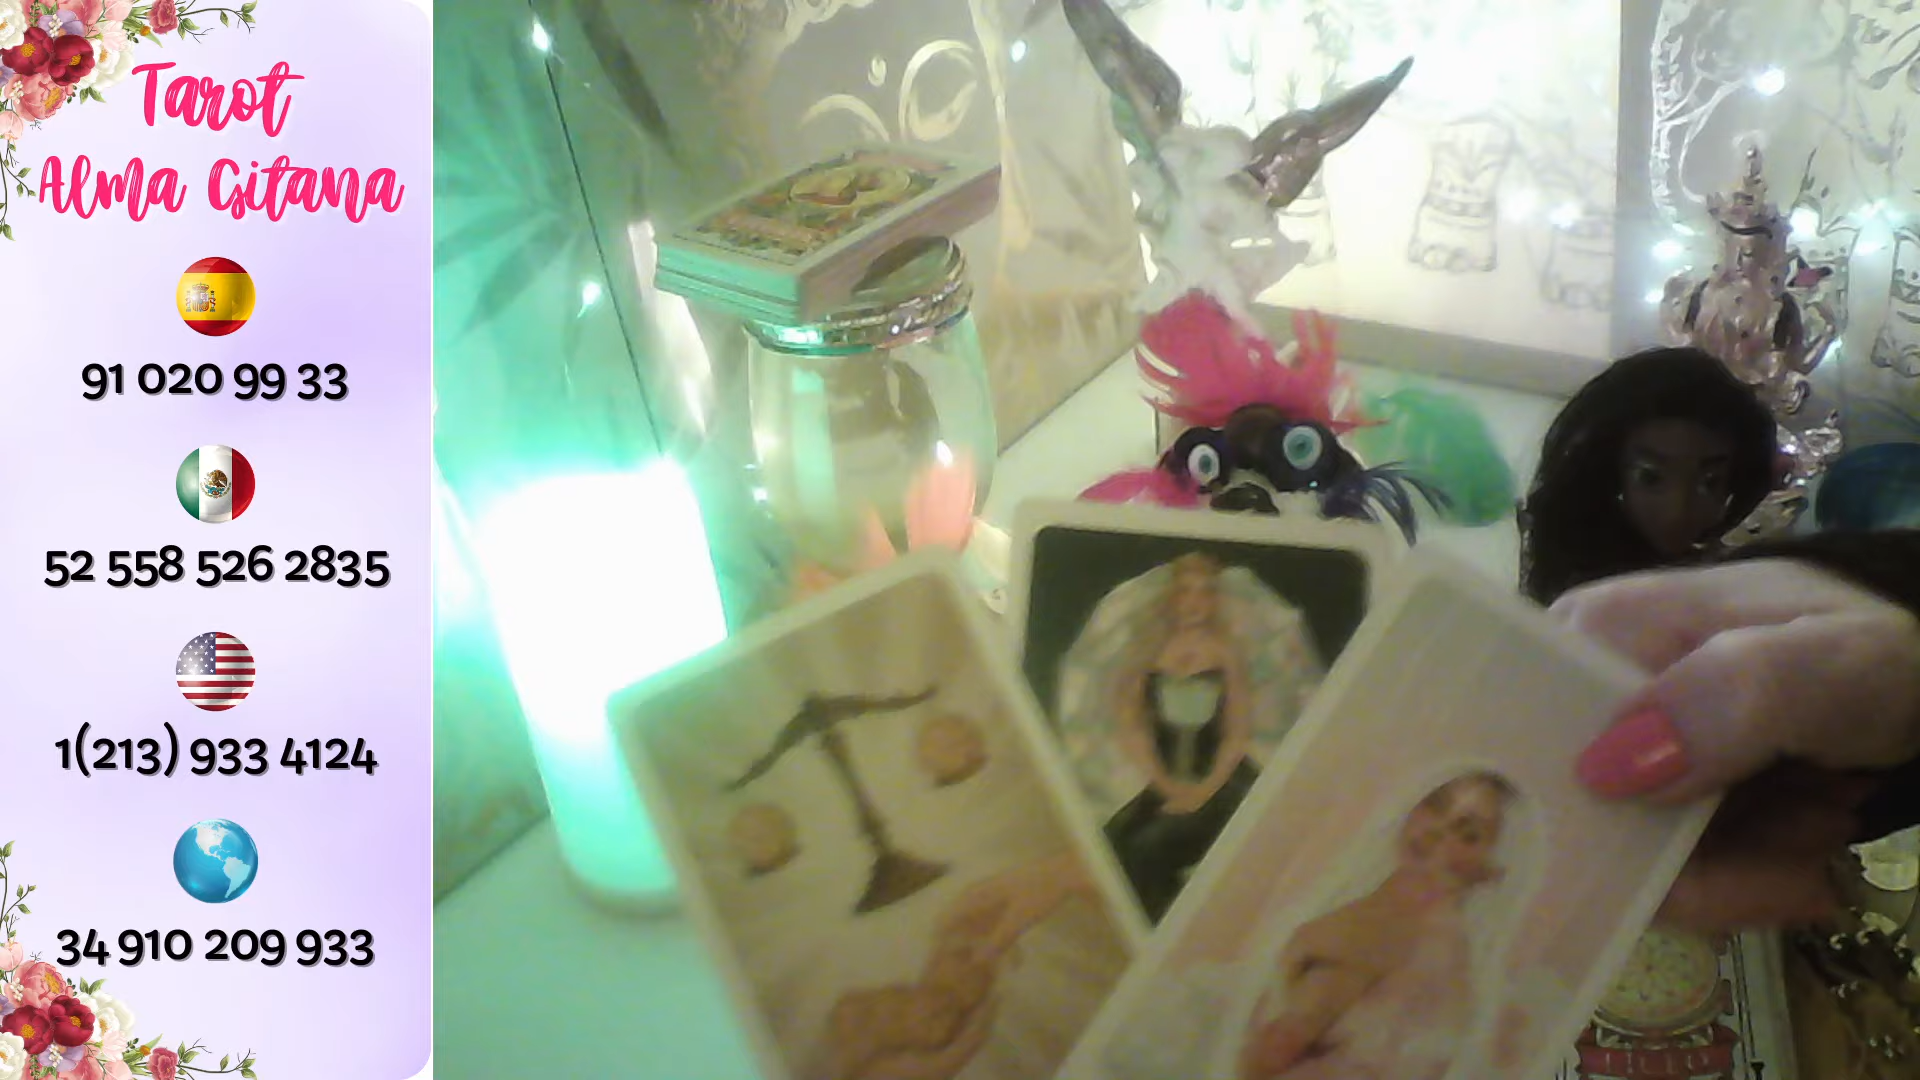 Tarot
Alma Gitana
91 020 99 33
52 558 526 2835
1(213) 933 4124
34 910 209 933